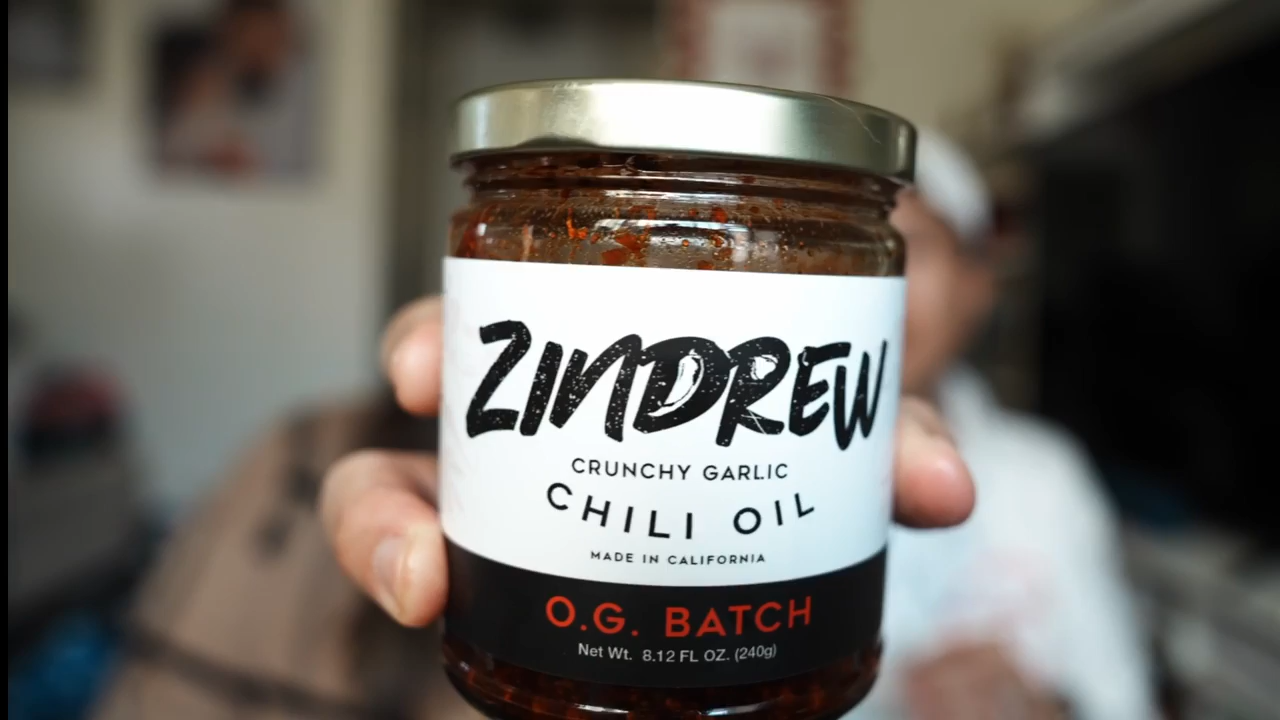 ZINDREW
CRUNCHY GARLIC
CHILI OIL
MADE IN CALIFORNIA
O.G. BATCH
Net Wt. 8.12 FL OZ. (240g)